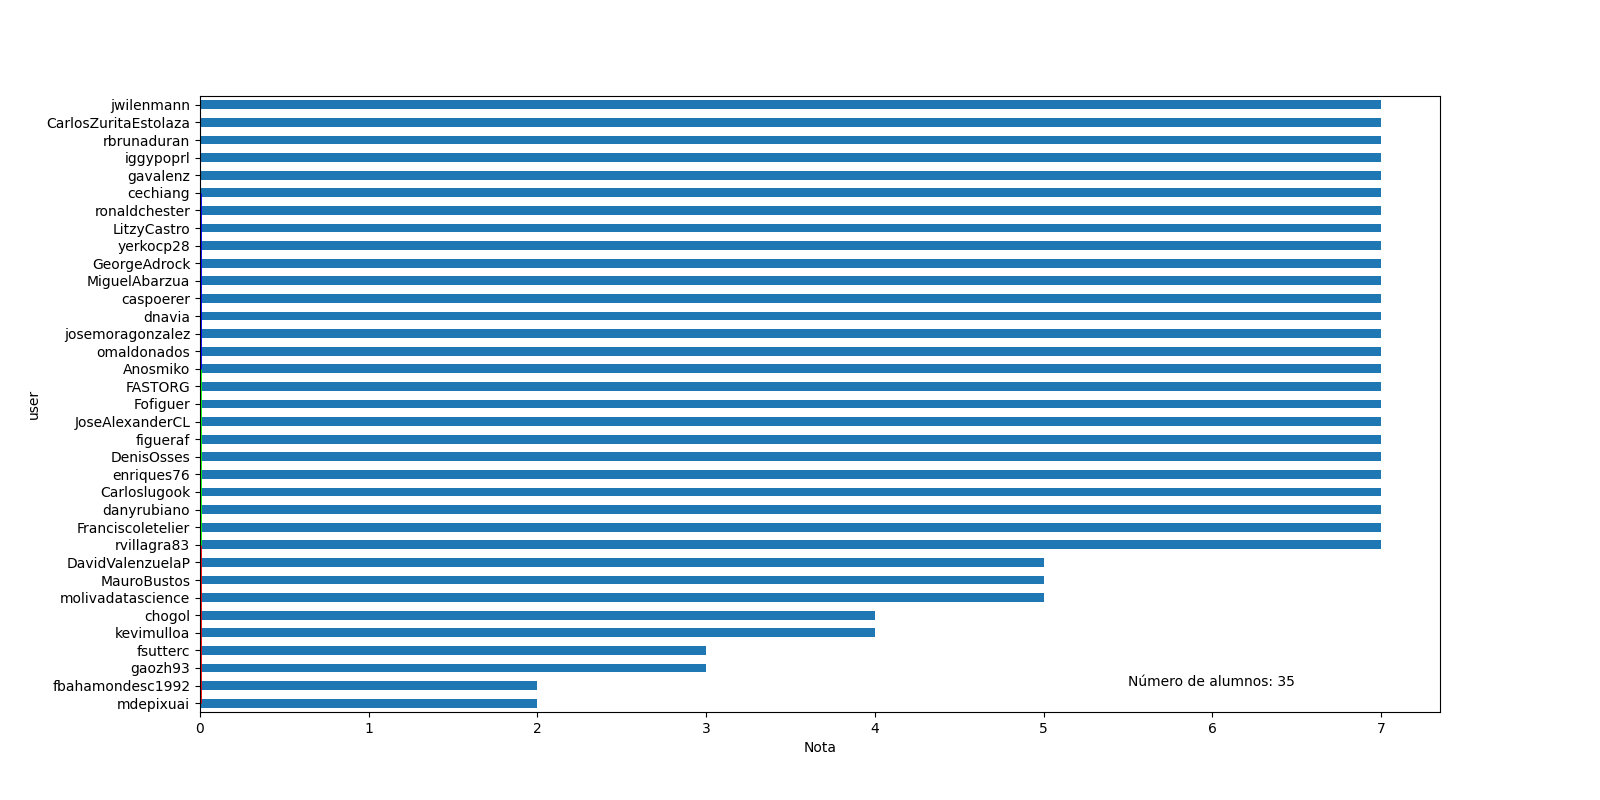 jwilenmann
CarlosZuritaEstolaza
rbrunaduran
iggypoprl
gavalenz
cechiang
ronaldchester
LitzyCastro
yerkocp28
GeorgeAdrock
MiguelAbarzua
caspoerer
dnavia
josemoragonzalez
omaldonados
Anosmiko
FASTORG
Fofiguer
JoseAlexanderCL
figueraf
DenisOsses
enriques76
Carloslugook
danyrubiano
Franciscoletelier
rvillagra83
DavidValenzuelaP
MauroBustos
molivadatascience
chogol
kevimulloa
fsutterc
gaozh93
fbahamondesc1992
mdepixuai
user
Número de alumnos: 35
0 1 2 3 4 5 6 7
Nota